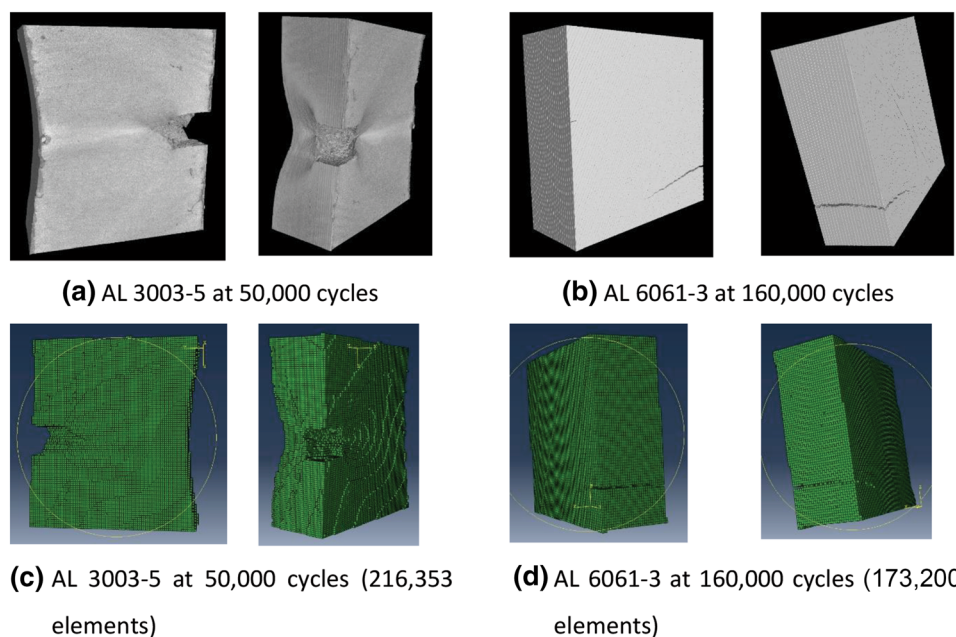 (a) AL 3003-5 at 50,000 cycles
(b) AL 6061-3 at 160,000 cycles
(c) AL 3003-5 at 50,000 cycles (216,353
elements)
(d) AL 6061-3 at 160,000 cycles (173,200
elements)